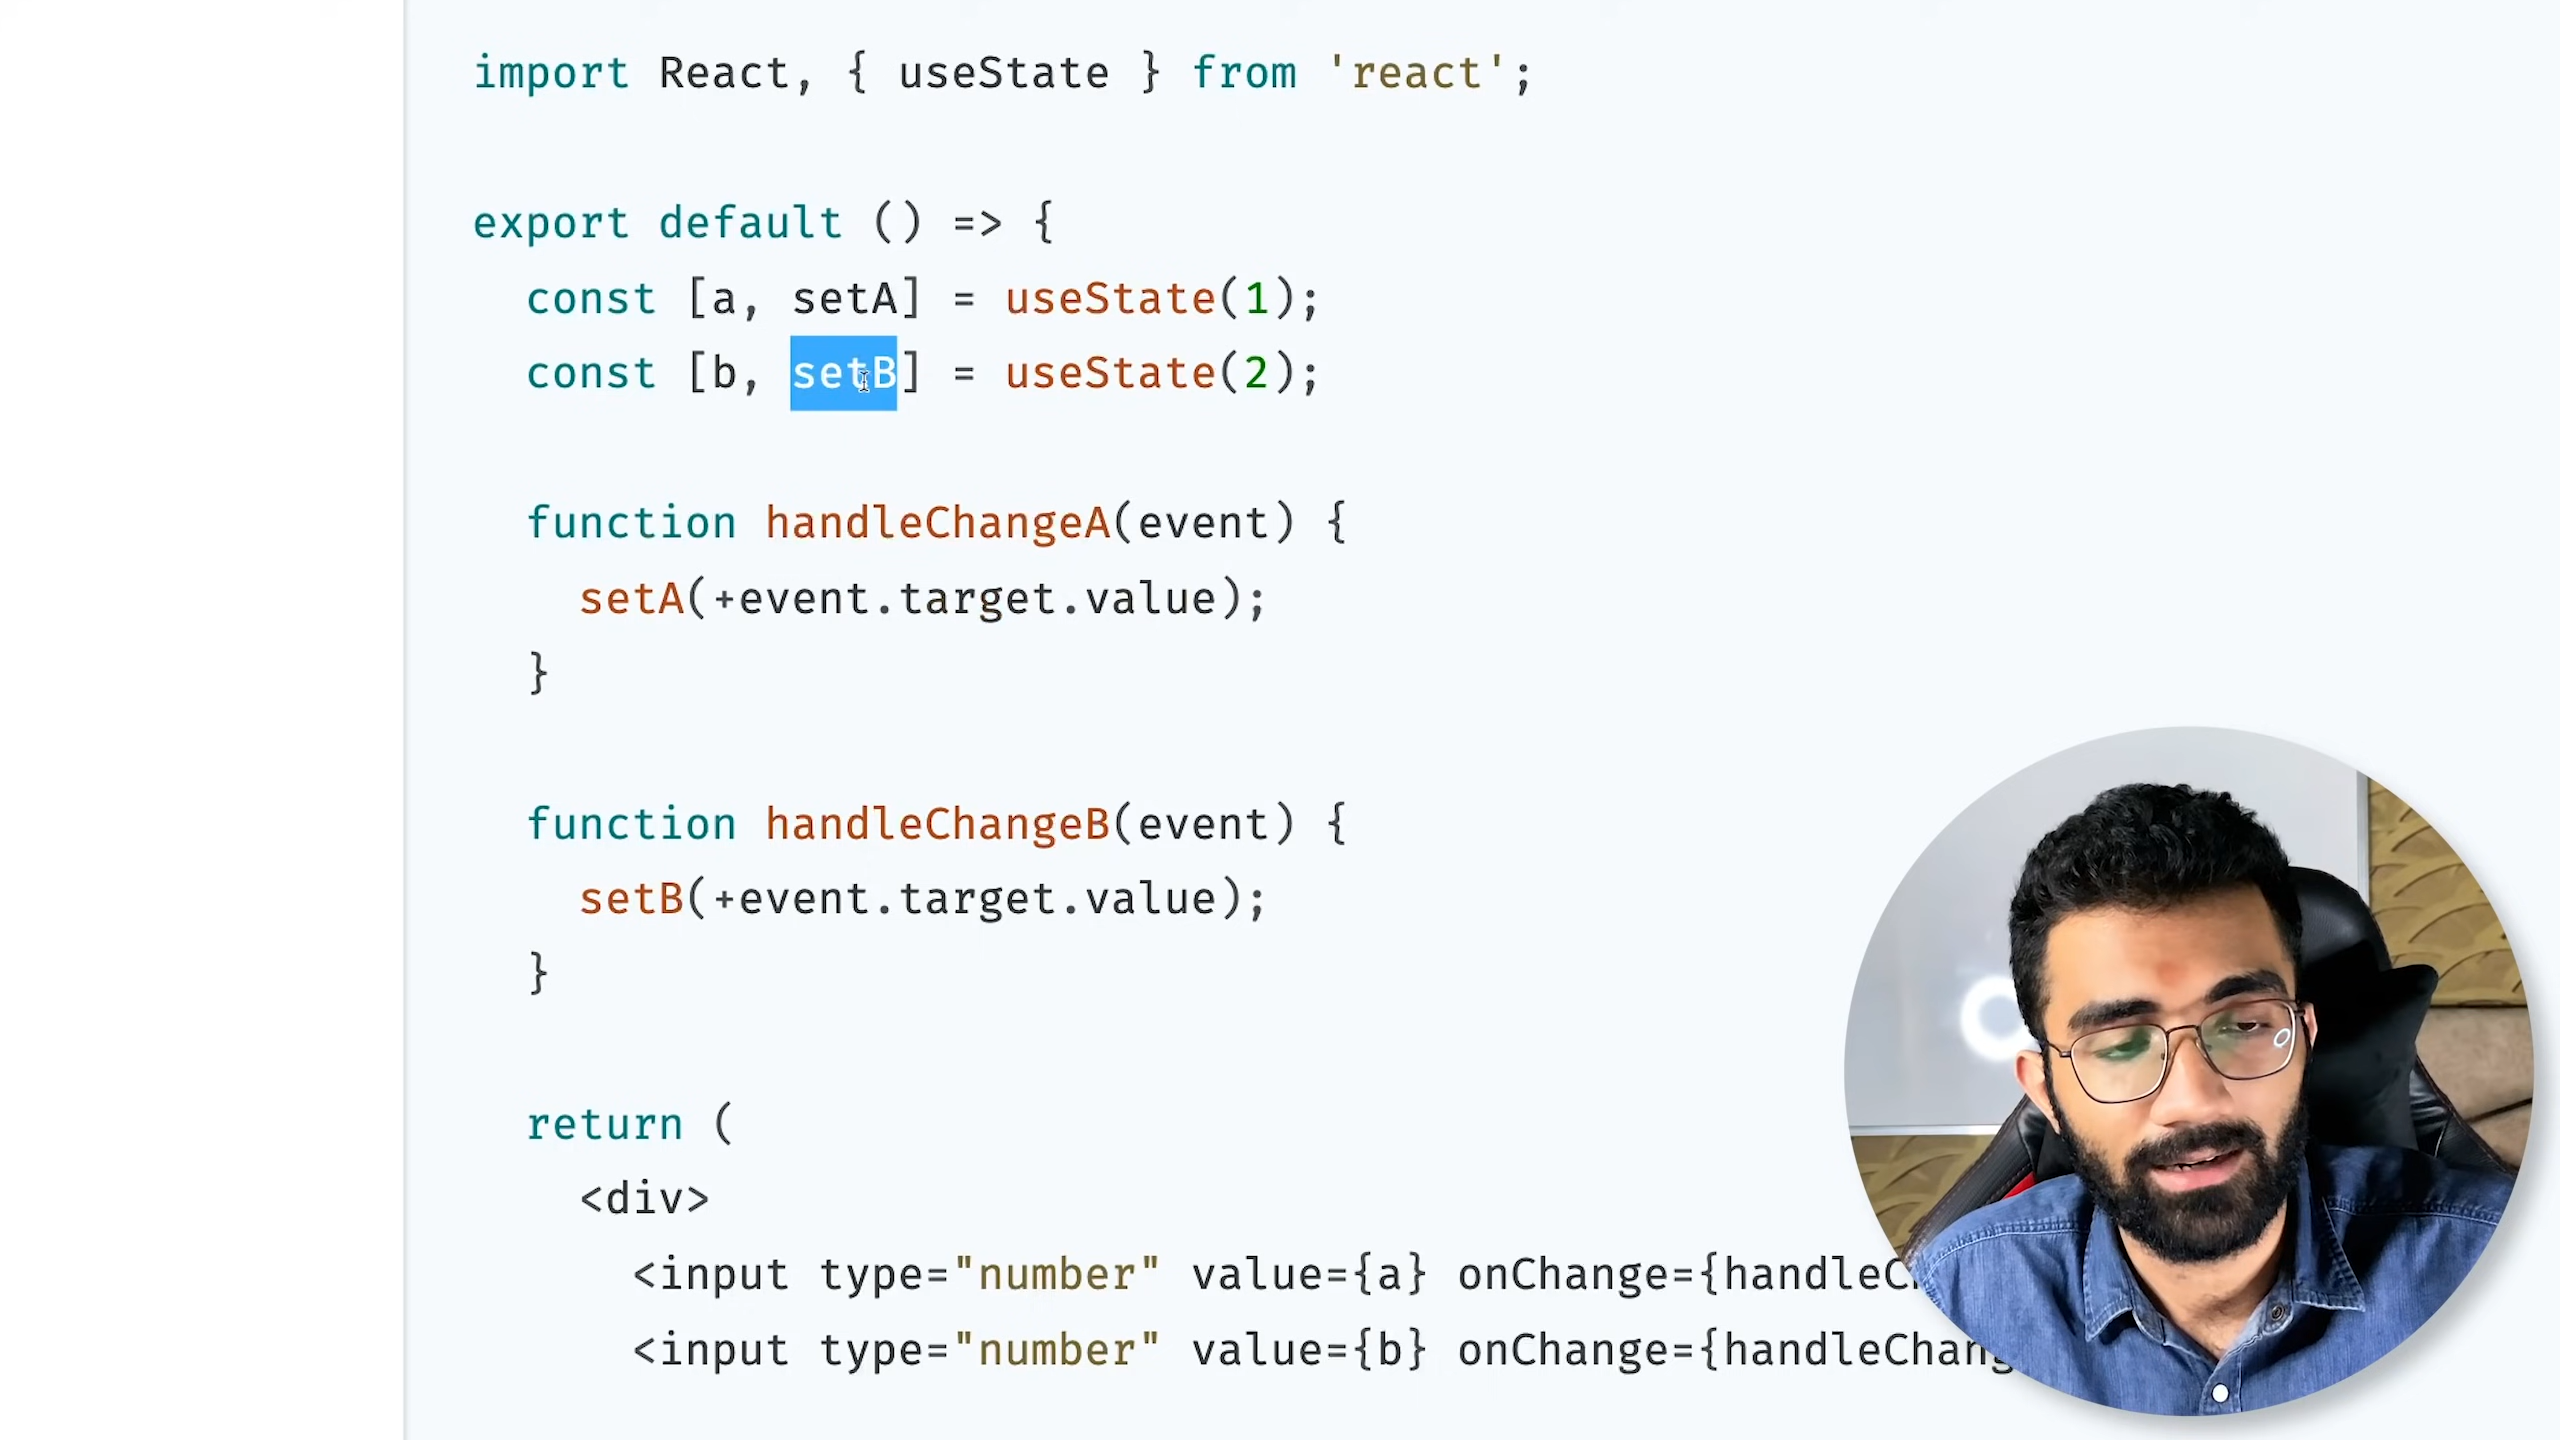 import React, { useState } from 'react';
export default () => {
const [a, setA] = useState(1);
const [b, setB] = useState(2);
function handleChangeA(event) {
setA(+event.target.value);
}
function handleChangeB(event) {
setB(+event.target.value);
}
return (
<div>
<input type="number" value={a} onChange={handleC
<input type="number" value={b} onChange={handleChang